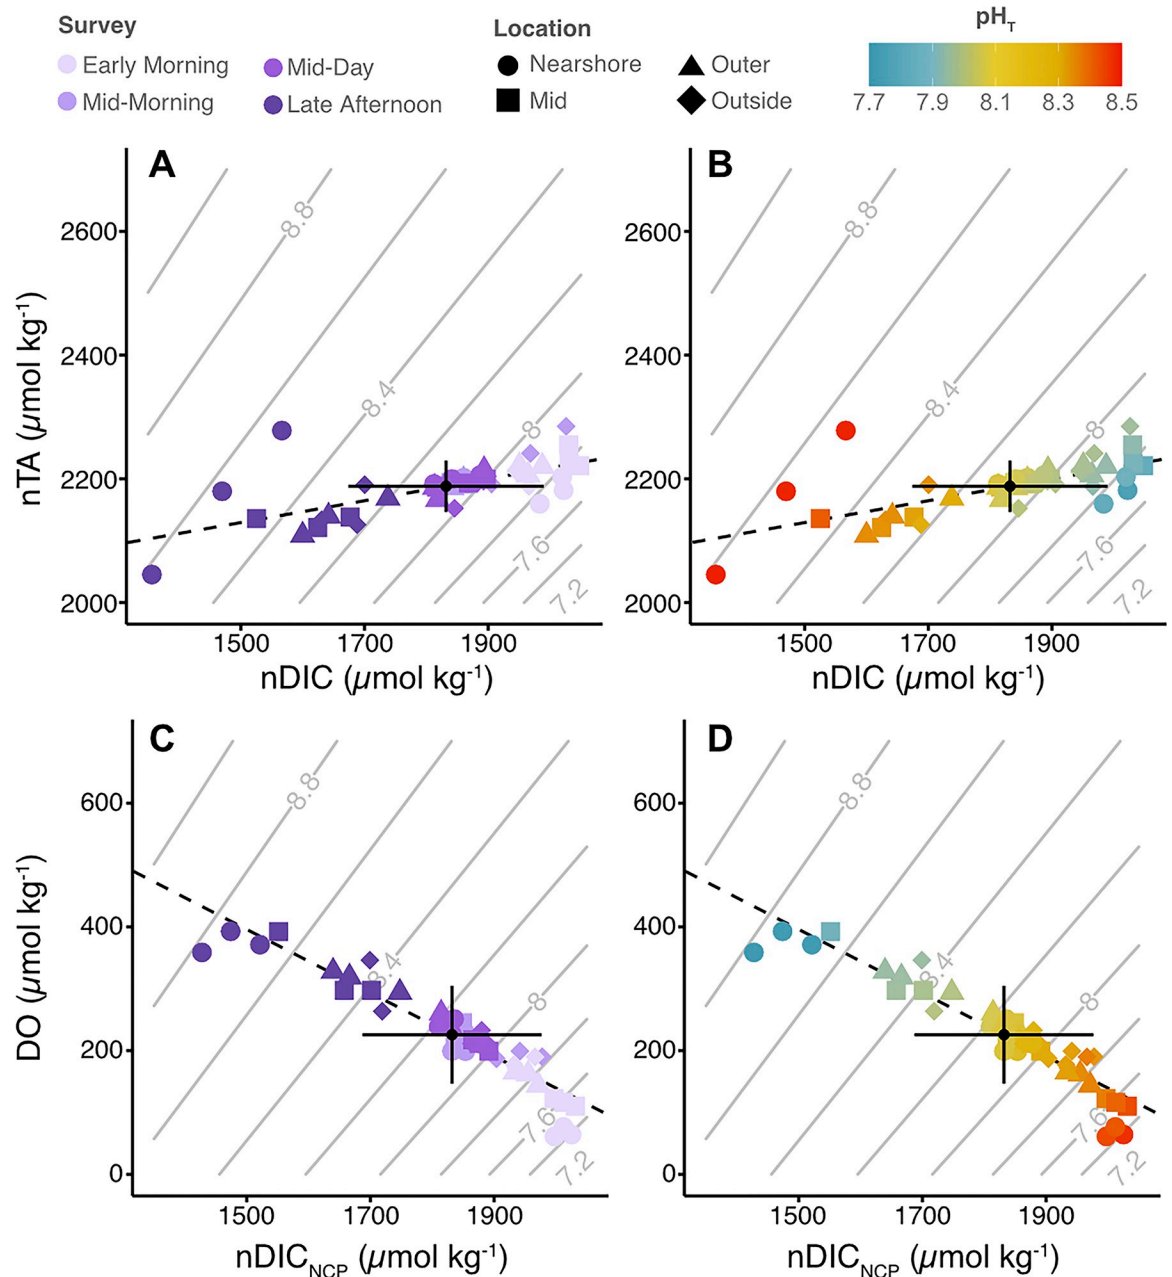 Survey
Early Morning
Mid-Day
Mid-Morning
Late Afternoon
Location
Nearshore
Outer
Mid
Outside
pH_T
7.7 7.9 8.1 8.3 8.5
A
8.8
8.4
8
7.6
7.2
2600
2400
2200
2000
nTA (µmol kg⁻¹)
1500 1700 1900
nDIC (µmol kg⁻¹)
B
8.8
8.4
8
7.6
7.2
2600
2400
2200
2000
1500 1700 1900
nDIC (µmol kg⁻¹)
C
8.8
8.4
8
7.6
7.2
600
400
200
0
DO (µmol kg⁻¹)
1500 1700 1900
nDIC_NCP (µmol kg⁻¹)
D
8.8
8.4
8
7.6
7.2
600
400
200
0
1500 1700 1900
nDIC_NCP (µmol kg⁻¹)